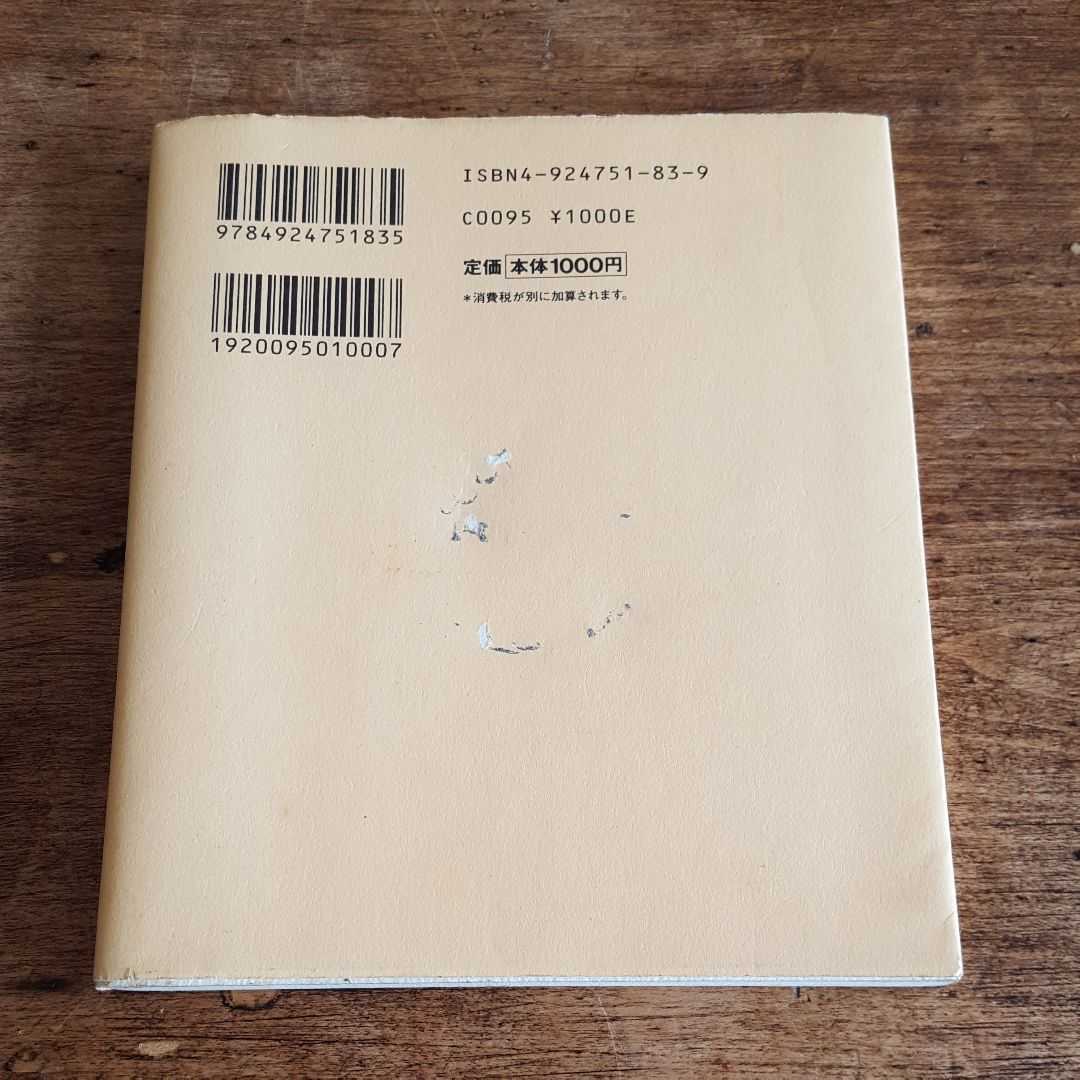 9784924751835
1920095010007
ISBN4-924751-83-9
C0095 ¥1000E
定価 本体1000円
*消費税が別に加算されます。